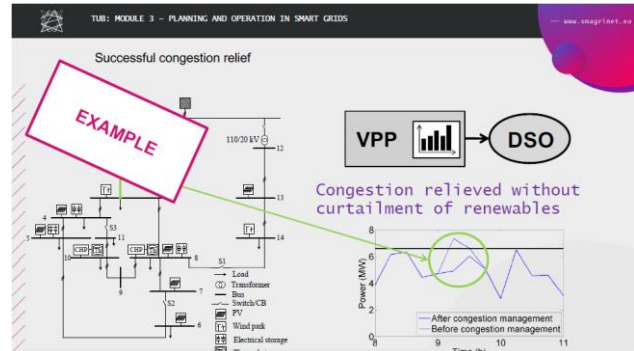 TUB: MODULE 3 – PLANNING AND OPERATION IN SMART GRIDS
www.smagrinet.eu
Successful congestion relief
EXAMPLE
110/20 kV
12
13
14
4
S3
5
11
10
CHP
CHP
8
S1
9
7
S2
6
Load
Transformer
Bus
Switch/CB
PV
Wind park
Electrical storage
VPP
DSO
Congestion relieved without
curtailment of renewables
Power (MW)
8
6
4
2
0
After congestion management
Before congestion management
8
9
10
11
Time (h)